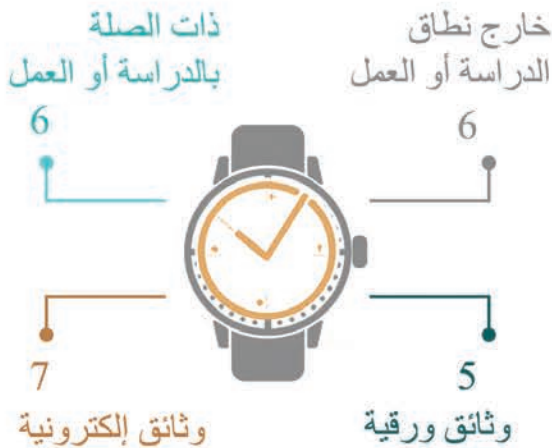 خارج نطاق
الدراسة أو العمل
6
ذات الصلة
بالدراسة أو العمل
6
5
وثائق ورقية
7
وثائق إلكترونية